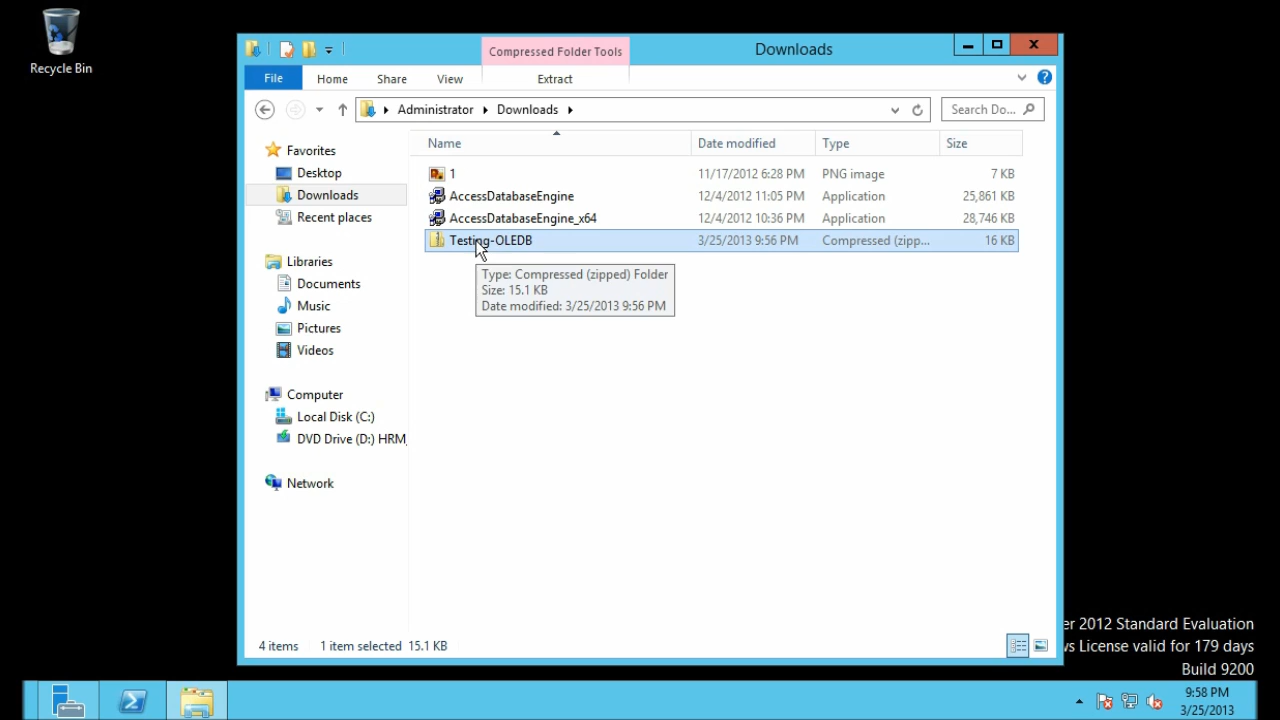 Recycle Bin
Compressed Folder Tools
Downloads
File
Home
Share
View
Extract
Administrator
Downloads
Search Do...
Favorites
Desktop
Downloads
Recent places
Libraries
Documents
Music
Pictures
Videos
Computer
Local Disk (C:)
DVD Drive (D:) HRM_
Network
Name Date modified Type Size
1 11/17/2012 6:28 PM PNG image 7 KB
AccessDatabaseEngine 12/4/2012 11:05 PM Application 25,861 KB
AccessDatabaseEngine_x64 12/4/2012 10:36 PM Application 28,746 KB
Testing-OLEDB 3/25/2013 9:56 PM Compressed (zipp... 16 KB
Type: Compressed (zipped) Folder
Size: 15.1 KB
Date modified: 3/25/2013 9:56 PM
4 items 1 item selected 15.1 KB
er 2012 Standard Evaluation
ws License valid for 179 days
Build 9200
9:58 PM
3/25/2013